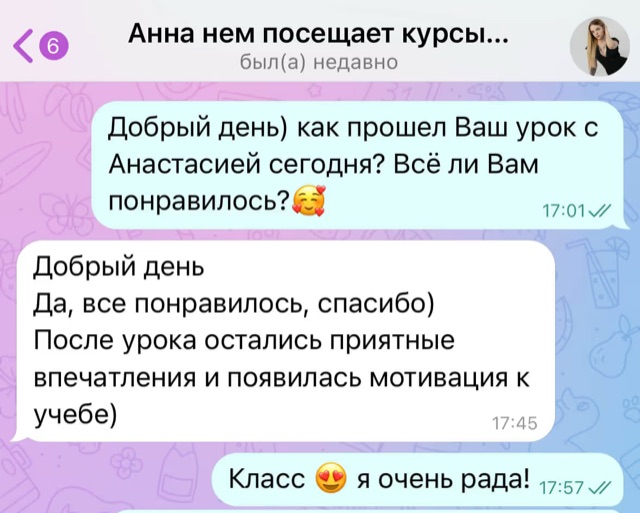 6
Анна нем посещает курсы...
был(а) недавно
Добрый день) как прошел Ваш урок с
Анастасией сегодня? Всё ли Вам
понравилось?🥰
17:01
Добрый день
Да, все понравилось, спасибо)
После урока остались приятные
впечатления и появилась мотивация к
учебе)
17:45
Класс 😍 я очень рада!
17:57